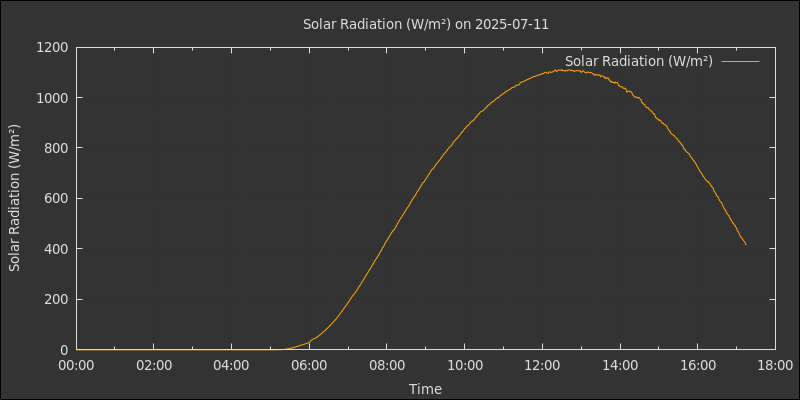 Solar Radiation (W/m²) on 2025-07-11
Solar Radiation (W/m²)
Solar Radiation (W/m²)
1200
1000
800
600
400
200
0
00:00 02:00 04:00 06:00 08:00 10:00 12:00 14:00 16:00 18:00
Time